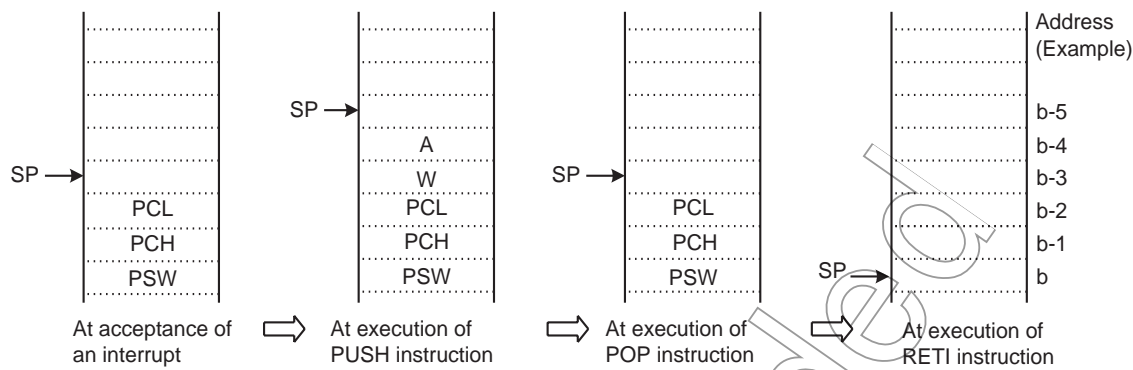 Address
(Example)
SP
b-5
A
b-4
SP
W
SP
b-3
PCL
PCL
PCL
b-2
PCH
PCH
PCH
b-1
PSW
PSW
PSW
SP
b
At acceptance of
an interrupt
At execution of
PUSH instruction
At execution of
POP instruction
At execution of
RETI instruction